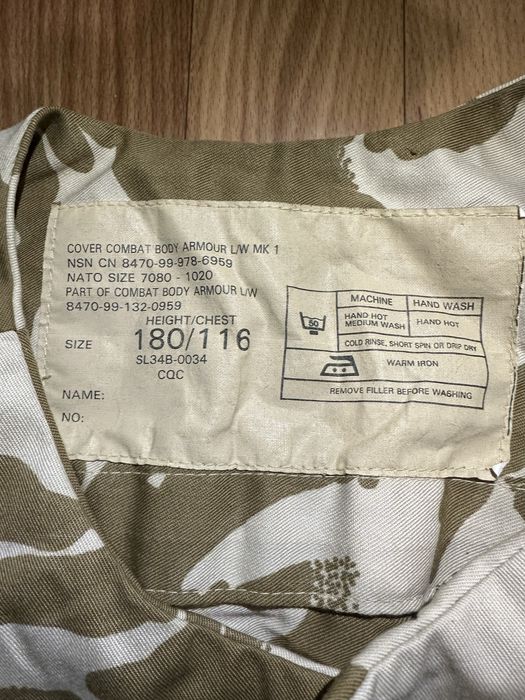 COVER COMBAT BODY ARMOUR L/W MK 1
NSN CN 8470-99-978-6959
NATO SIZE 7080 - 1020
PART OF COMBAT BODY ARMOUR L/W
8470-99-132-0959
HEIGHT/CHEST
SIZE 180/116
SL34B-0034
CQC
NAME:
NO:
50
MACHINE HAND WASH
HAND HOT
MEDIUM WASH
HAND HOT
COLD RINSE, SHORT SPIN OR DRIP DRY
WARM IRON
REMOVE FILLER BEFORE WASHING